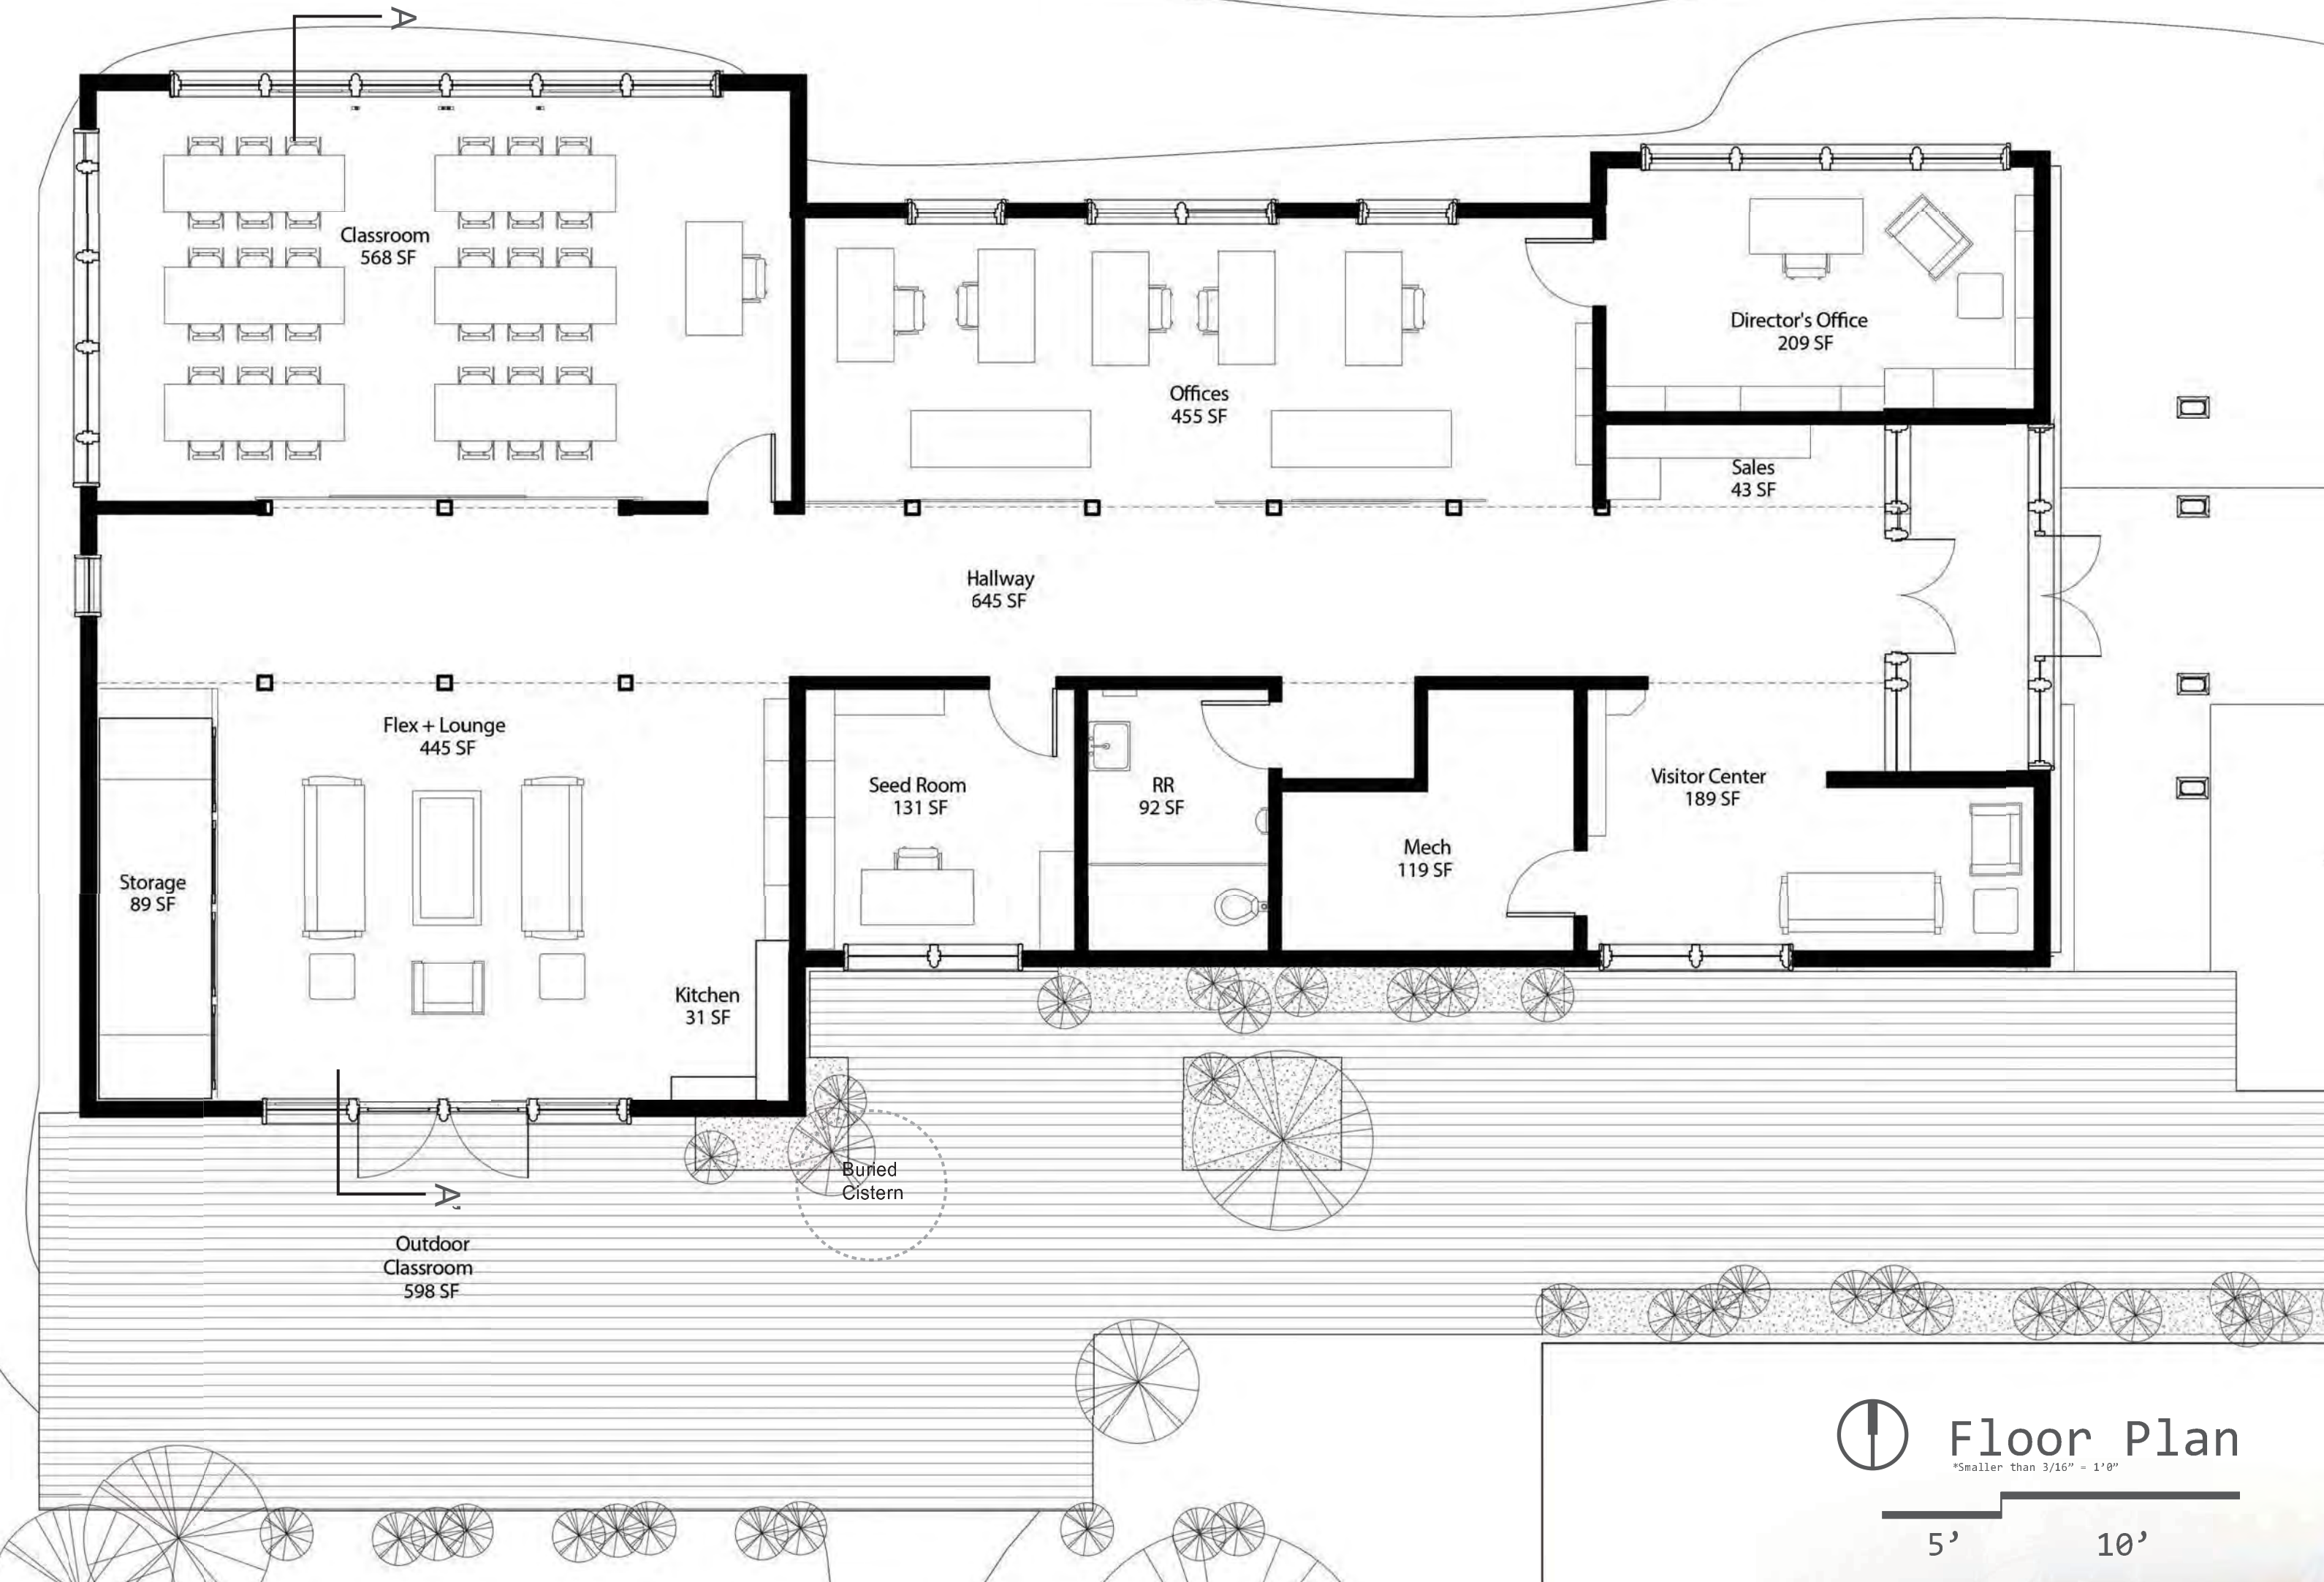 A
Classroom
568 SF
Director's Office
209 SF
Offices
455 SF
Sales
43 SF
Hallway
645 SF
Flex + Lounge
445 SF
Seed Room
131 SF
RR
92 SF
Visitor Center
189 SF
Mech
119 SF
Storage
89 SF
Kitchen
31 SF
Buried
Cistern
A’
Outdoor
Classroom
598 SF
Floor Plan
*Smaller than 3/16” = 1’0”
5’
10’